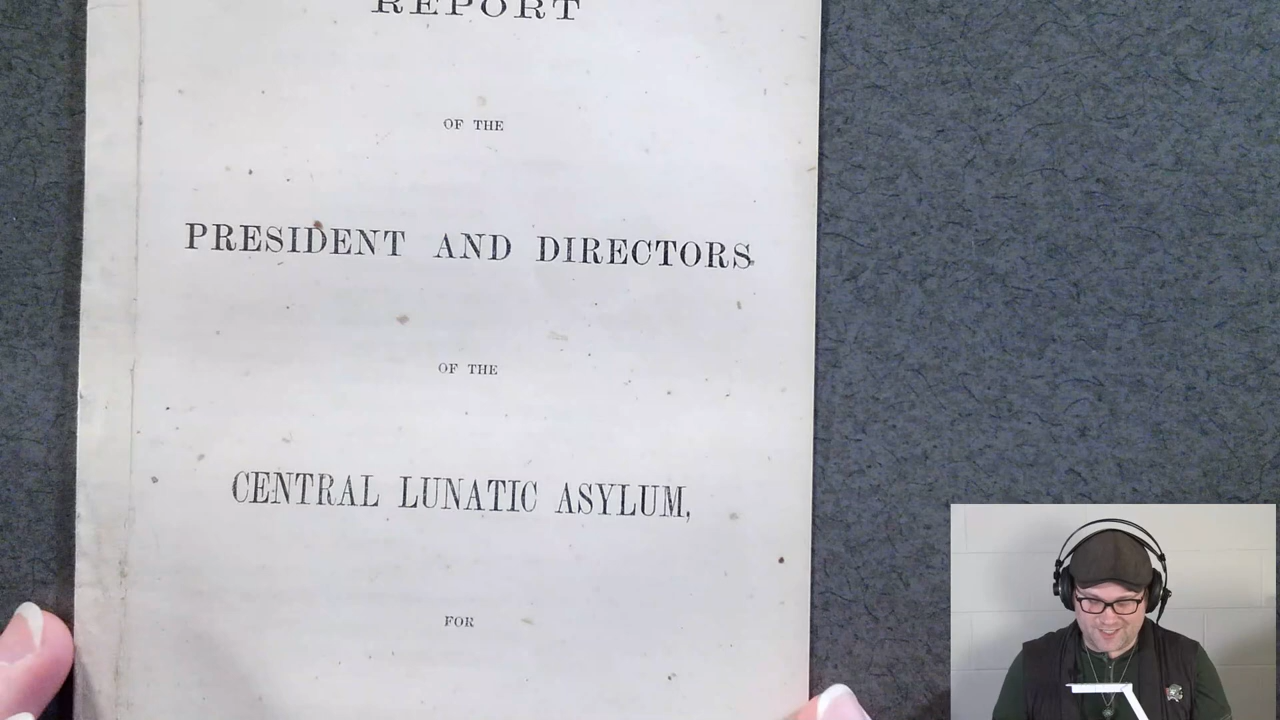 REPORT
OF THE
PRESIDENT AND DIRECTORS
OF THE
CENTRAL LUNATIC ASYLUM,
FOR